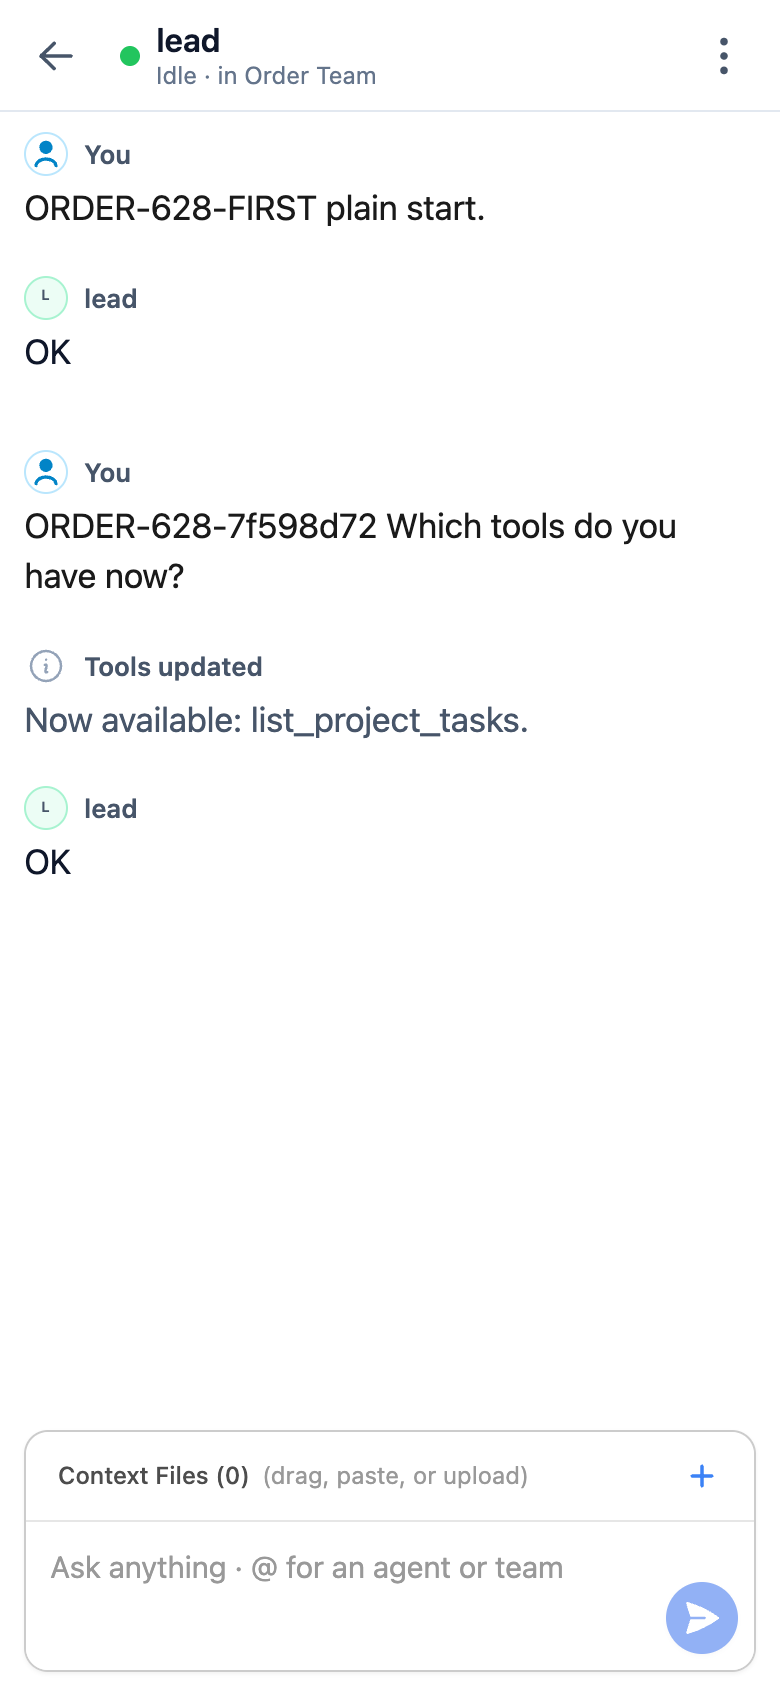 lead
Idle · in Order Team
You
ORDER-628-FIRST plain start.
L
lead
OK
You
ORDER-628-7f598d72 Which tools do you
have now?
Tools updated
Now available: list_project_tasks.
L
lead
OK
Context Files (0) (drag, paste, or upload)
Ask anything · @ for an agent or team